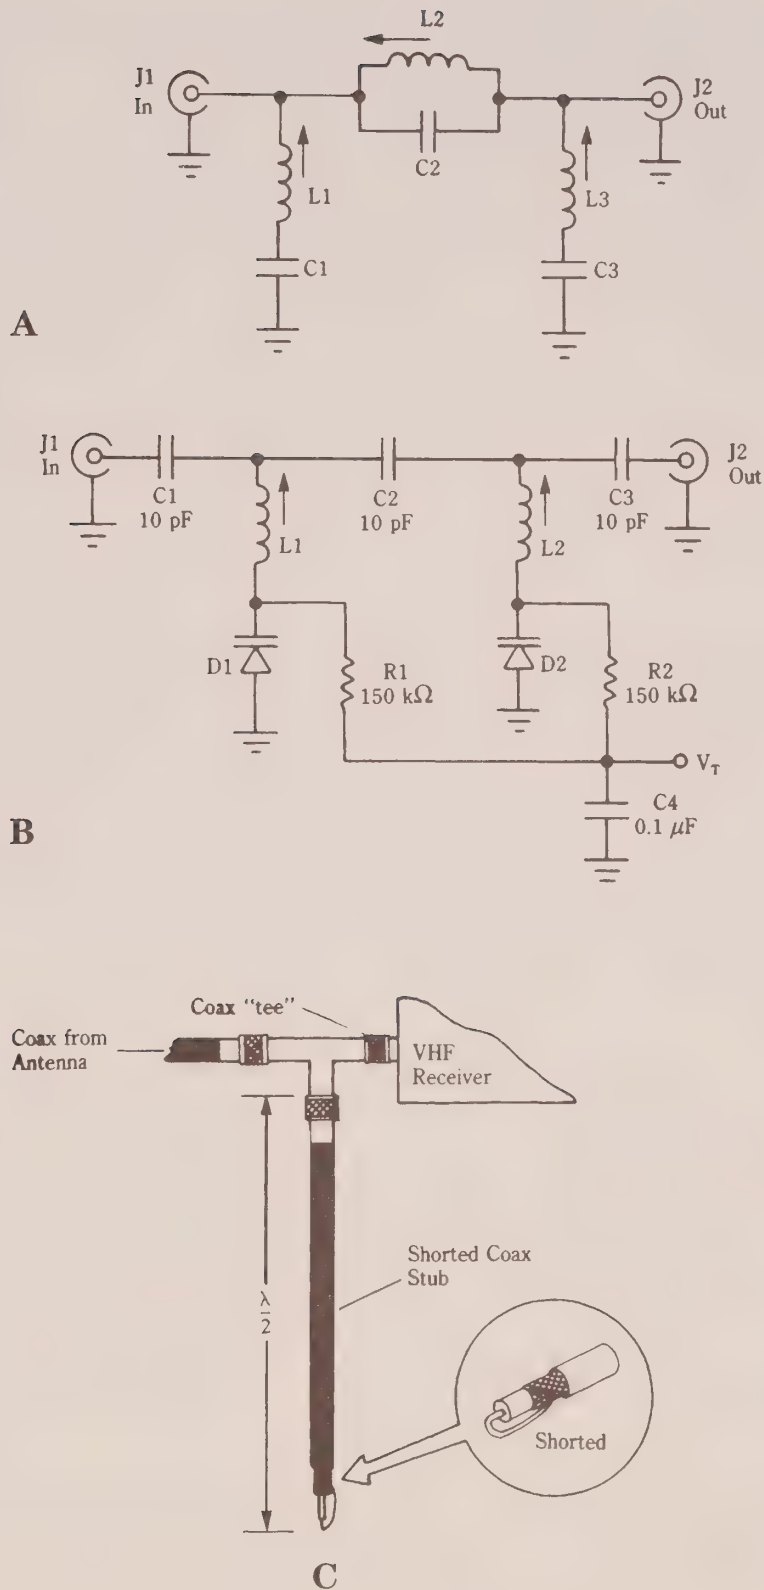 L2
J1
In
J2
Out
C2
L1
L3
C1
C3
A
J1
In
J2
Out
C1
10 pF
C2
10 pF
C3
10 pF
L1
L2
D1
D2
R1
150 kΩ
R2
150 kΩ
V_T
C4
0.1 μF
B
Coax "tee"
Coax from
Antenna
VHF
Receiver
Shorted Coax
Stub
λ
2
Shorted
C